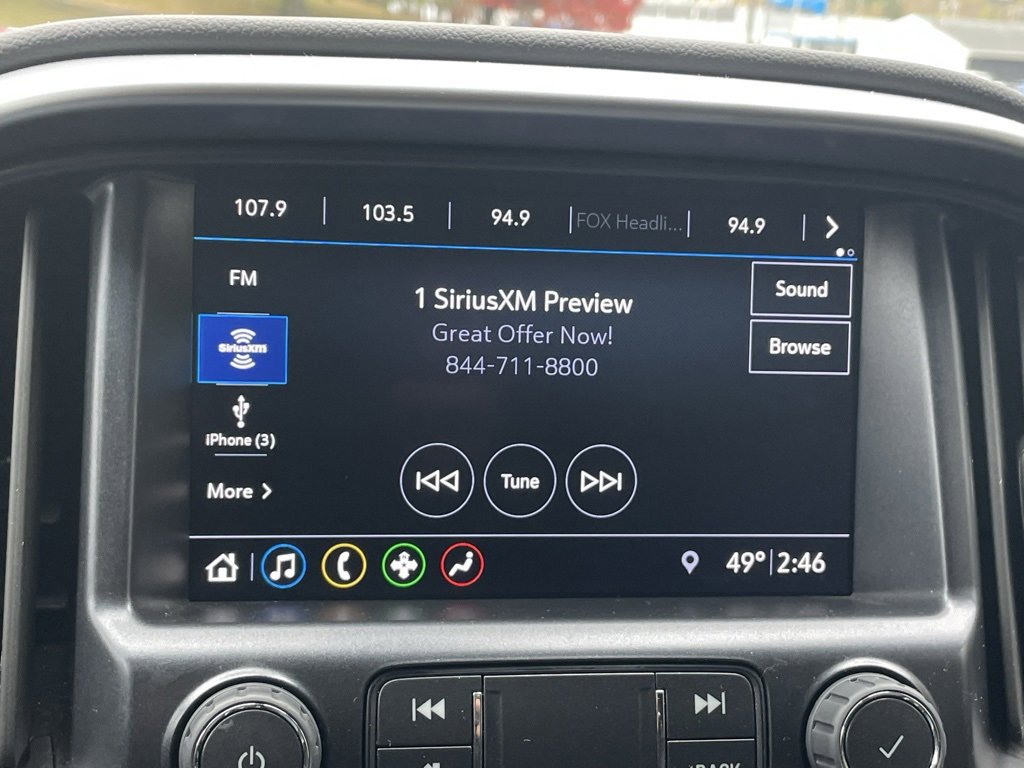 107.9 103.5 94.9 FOX Headli... 94.9
FM
SiriusXM
iPhone (3)
More
1 SiriusXM Preview
Great Offer Now!
844-711-8800
Tune
Sound
Browse
49° 2:46
BACK